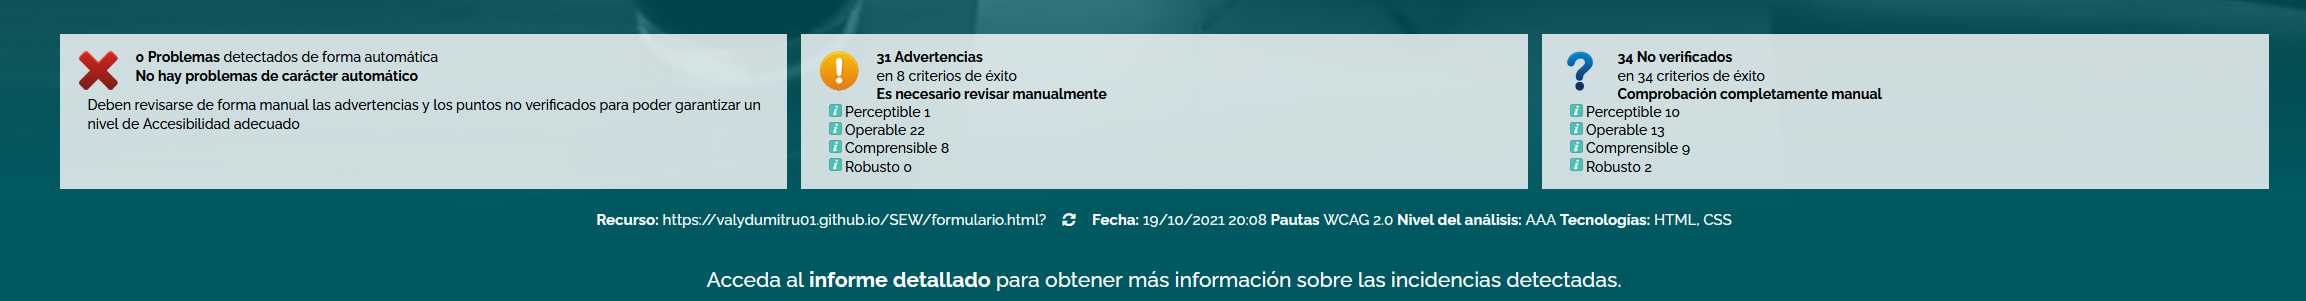 0 Problemas detectados de forma automática
No hay problemas de carácter automático
Deben revisarse de forma manual las advertencias y los puntos no verificados para poder garantizar un
nivel de Accesibilidad adecuado
31 Advertencias
en 8 criterios de éxito
Es necesario revisar manualmente
Perceptible 1
Operable 22
Comprensible 8
Robusto 0
34 No verificados
en 34 criterios de éxito
Comprobación completamente manual
Perceptible 10
Operable 13
Comprensible 9
Robusto 2
Recurso: https://valydumitru01.github.io/SEW/formulario.html? Fecha: 19/10/2021 20:08 Pautas WCAG 2.0 Nivel del análisis: AAA Tecnologías: HTML, CSS
Acceda al informe detallado para obtener más información sobre las incidencias detectadas.